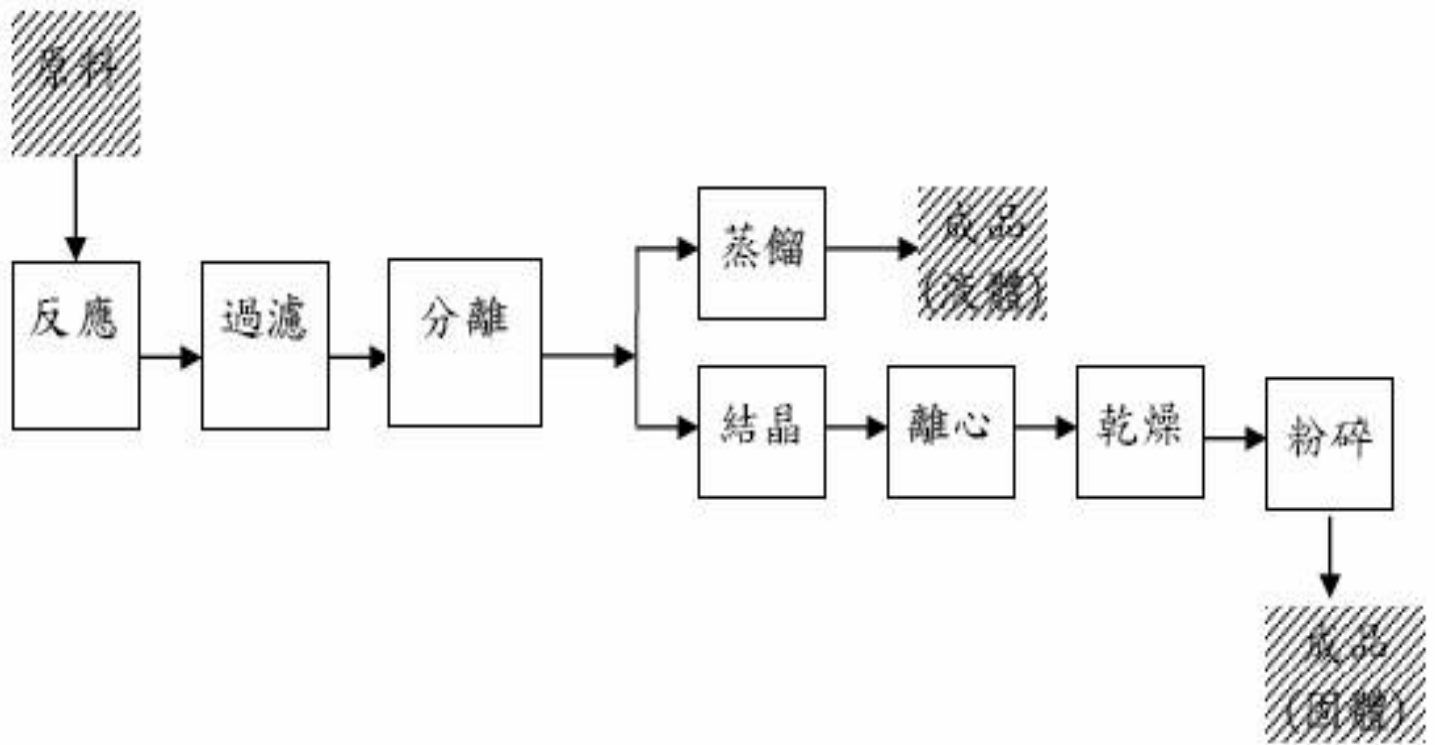 原料
反應
過濾
分離
蒸餾
成品
(液體)
結晶
離心
乾燥
粉碎
成品
(固體)